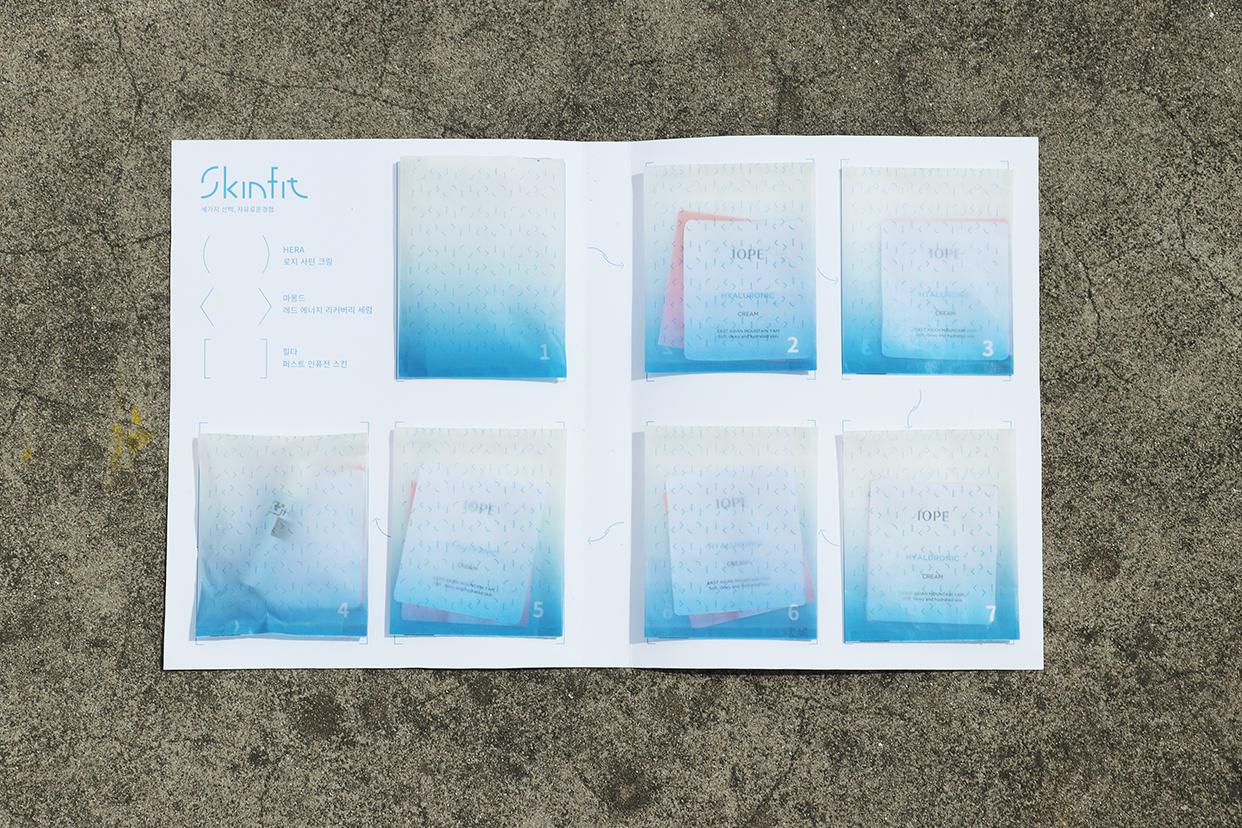 Skinfit
세가지 선택, 자유로운경험
HERA
로지 사틴 크림
마몽드
레드 에너지 리커버리 세럼
퍼스트 인퓨전 스킨
1
IOPE
HYALURONIC
CREAM
EAST ASIAN MOUNTAIN YAM
Soft, dewy and hydrated skin
2
IOPE
HYALURONIC
CREAM
EAST ASIAN MOUNTAIN YAM
Soft, dewy and hydrated skin
3
4
IOPE
CREAM
EAST ASIAN MOUNTAIN YAM
Soft, dewy and hydrated skin
5
IOPE
HYALURONIC
CREAM
EAST ASIAN MOUNTAIN YAM
Soft, dewy and hydrated skin
6
IOPE
HYALURONIC
CREAM
EAST ASIAN MOUNTAIN YAM
Soft, dewy and hydrated skin
7